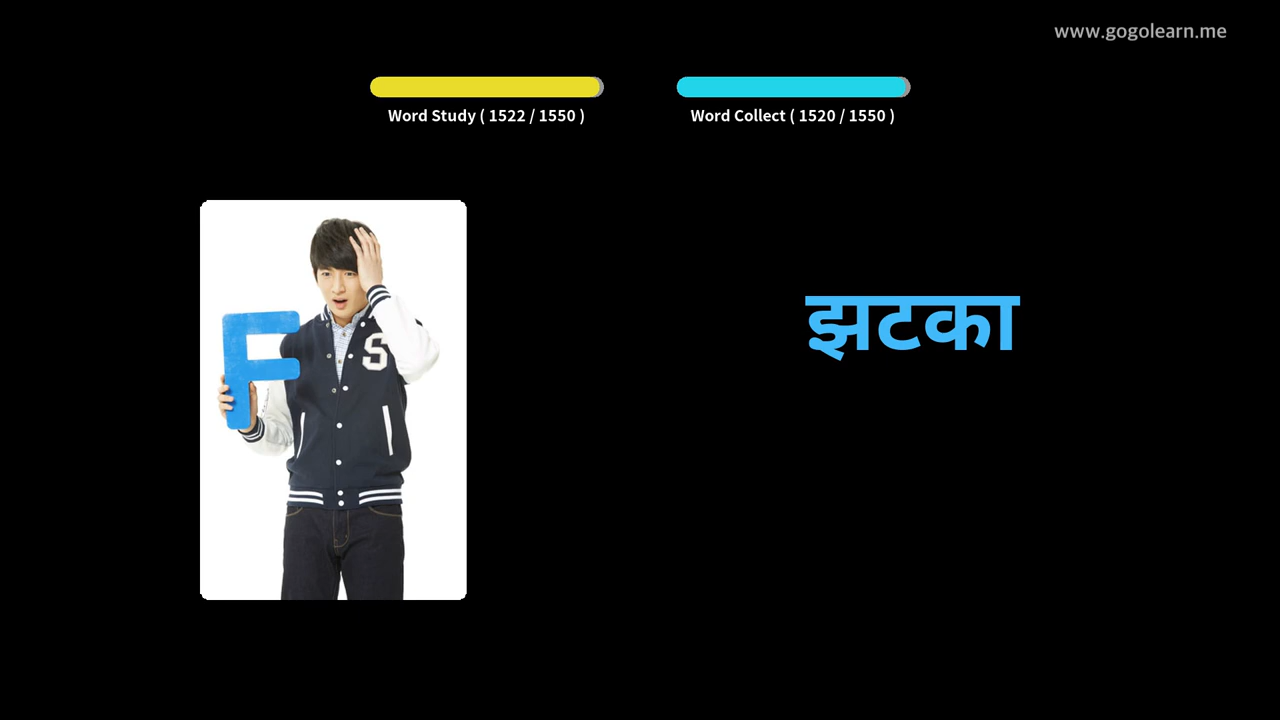 www.gogolearn.me
Word Study ( 1522 / 1550 )
Word Collect ( 1520 / 1550 )
F
S
झटका